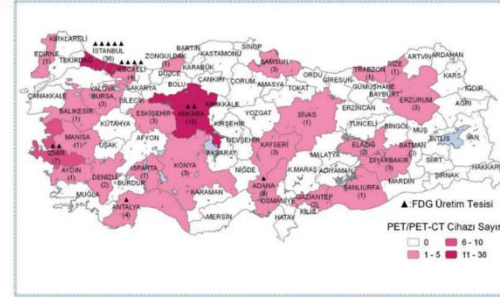 KIRKLARELİ
EDİRNE (1)
TEKİRDAĞ
İSTANBUL (36)
KOCAELİ (4)
YALOVA
SAKARYA
DÜZCE
ZONGULDAK (1)
BARTIN
KARABÜK
KASTAMONU
SİNOP
SAMSUN (3)
ORDU
GİRESUN
TRABZON (1)
RİZE (1)
ARTVİN
ARDAHAN
KARS
IĞDIR
AĞRI
ÇANAKKALE
BURSA (3)
BİLECİK
BOLU
ÇANKIRI
ÇORUM
AMASYA
TOKAT
GÜMÜŞHANE
BAYBURT
ERZURUM (3)
ERZİNCAN
BALIKESİR (1)
KÜTAHYA
ESKİŞEHİR (3)
ANKARA (15)
KIRIKKALE
YOZGAT
SİVAS (1)
TUNCELİ
BİNGÖL
MUŞ
BİTLİS
VAN
MANİSA (1)
UŞAK
AFYON
KIRŞEHİR
NEVŞEHİR
KAYSERİ (3)
MALATYA
ELAZIĞ (2)
DİYARBAKIR (3)
BATMAN
SİİRT
HAKKARİ
ŞIRNAK
MARDİN
İZMİR
AYDIN (1)
DENİZLİ (2)
ISPARTA (1)
BURDUR
KONYA (3)
AKSARAY
NİĞDE
K.MARAŞ
ADIYAMAN
ŞANLIURFA (1)
MUĞLA
ANTALYA (4)
KARAMAN
MERSİN
ADANA
OSMANİYE
GAZİANTEP (2)
KİLİS
HATAY
▲:FDG Üretim Tesisi
PET/PET-CT Cihazı Sayıs
0
6 - 10
1 - 5
11 - 36